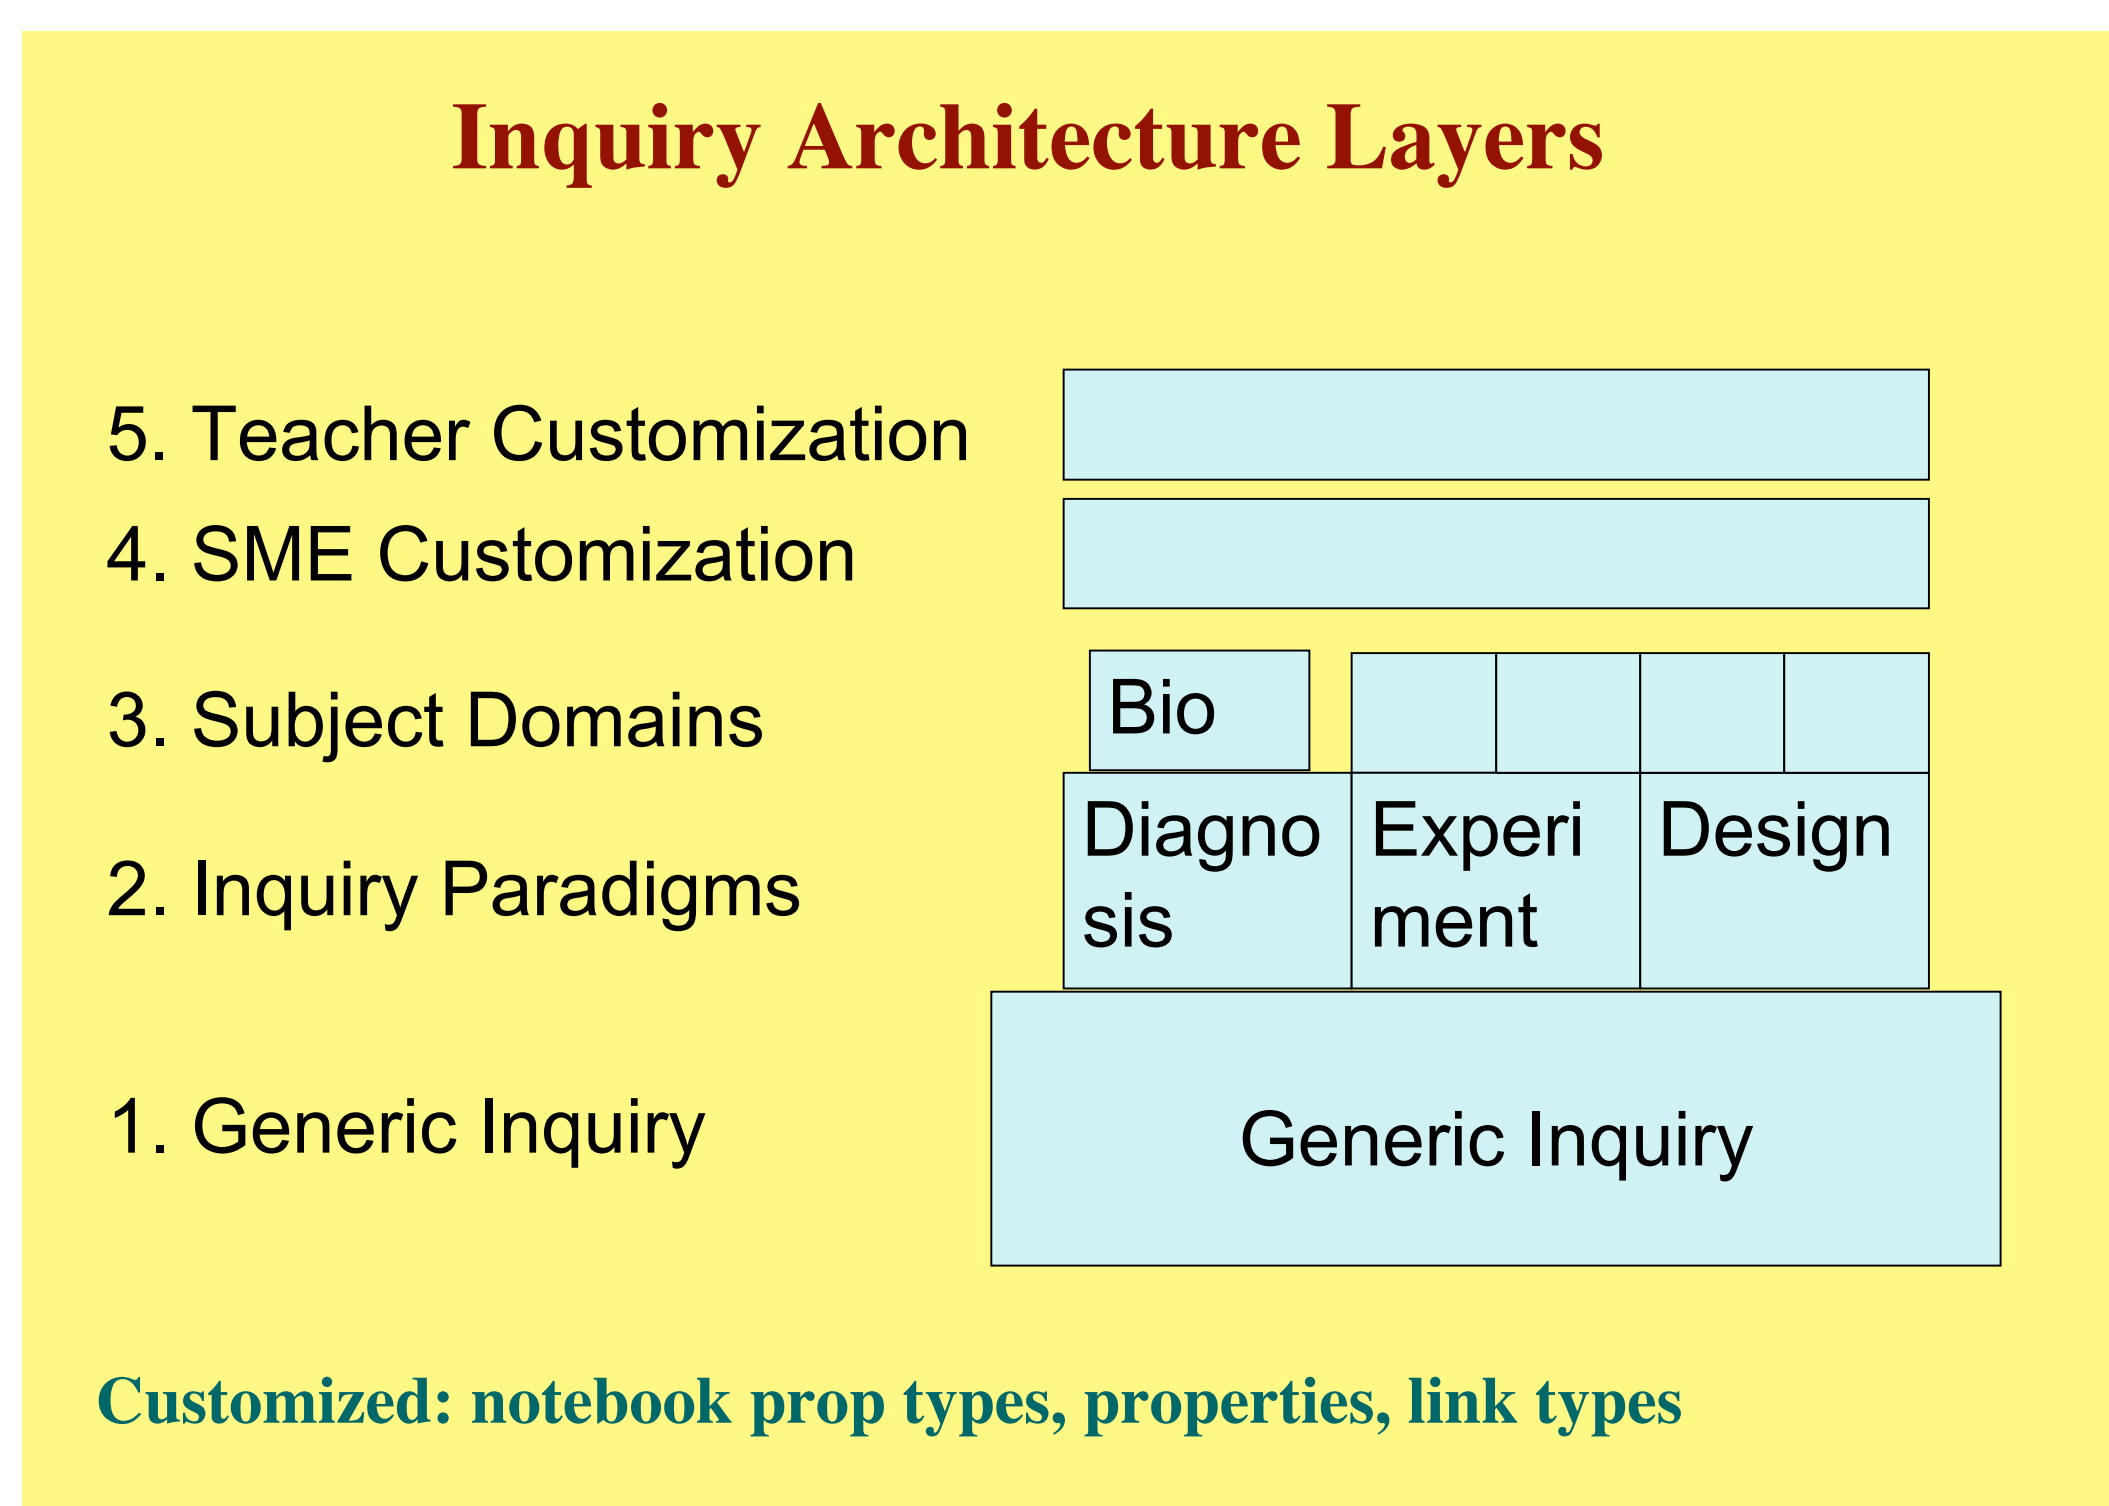 Inquiry Architecture Layers
5. Teacher Customization
4. SME Customization
3. Subject Domains
Bio
2. Inquiry Paradigms
Diagno
sis
Experi
ment
Design
1. Generic Inquiry
Generic Inquiry
Customized: notebook prop types, properties, link types